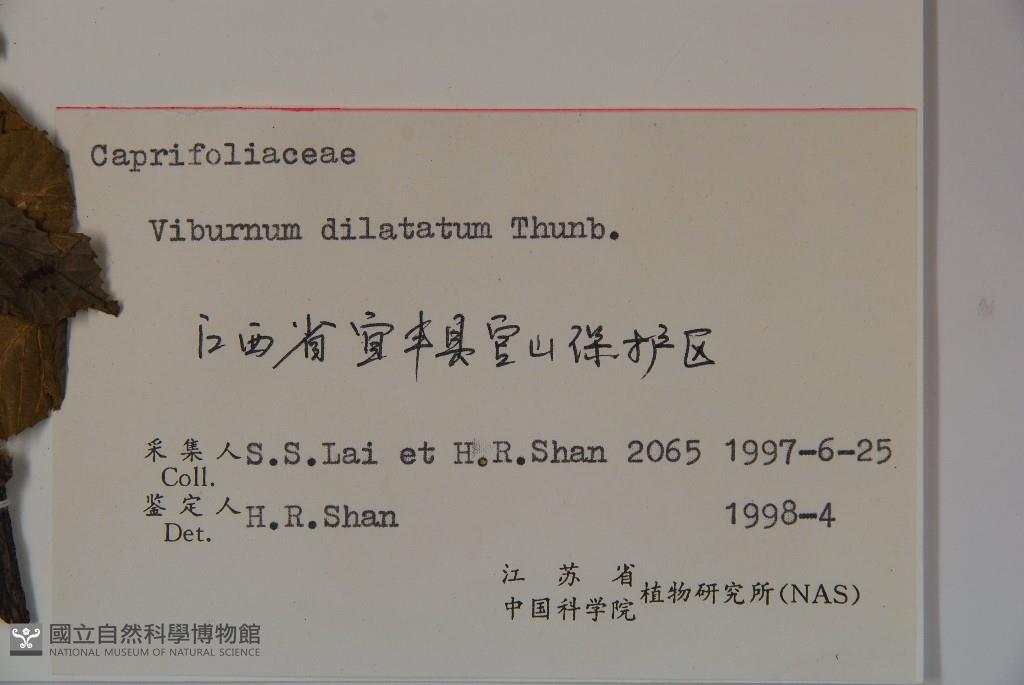 Caprifoliaceae
Viburnum dilatatum Thunb.
江西省宜丰县官山保护区
采集人 S.S.Lai et H.R.Shan 2065 1997-6-25
Coll.
鉴定人 H.R.Shan 1998-4
Det.
江苏省
中国科学院 植物研究所(NAS)
國立自然科學博物館
NATIONAL MUSEUM OF NATURAL SCIENCE